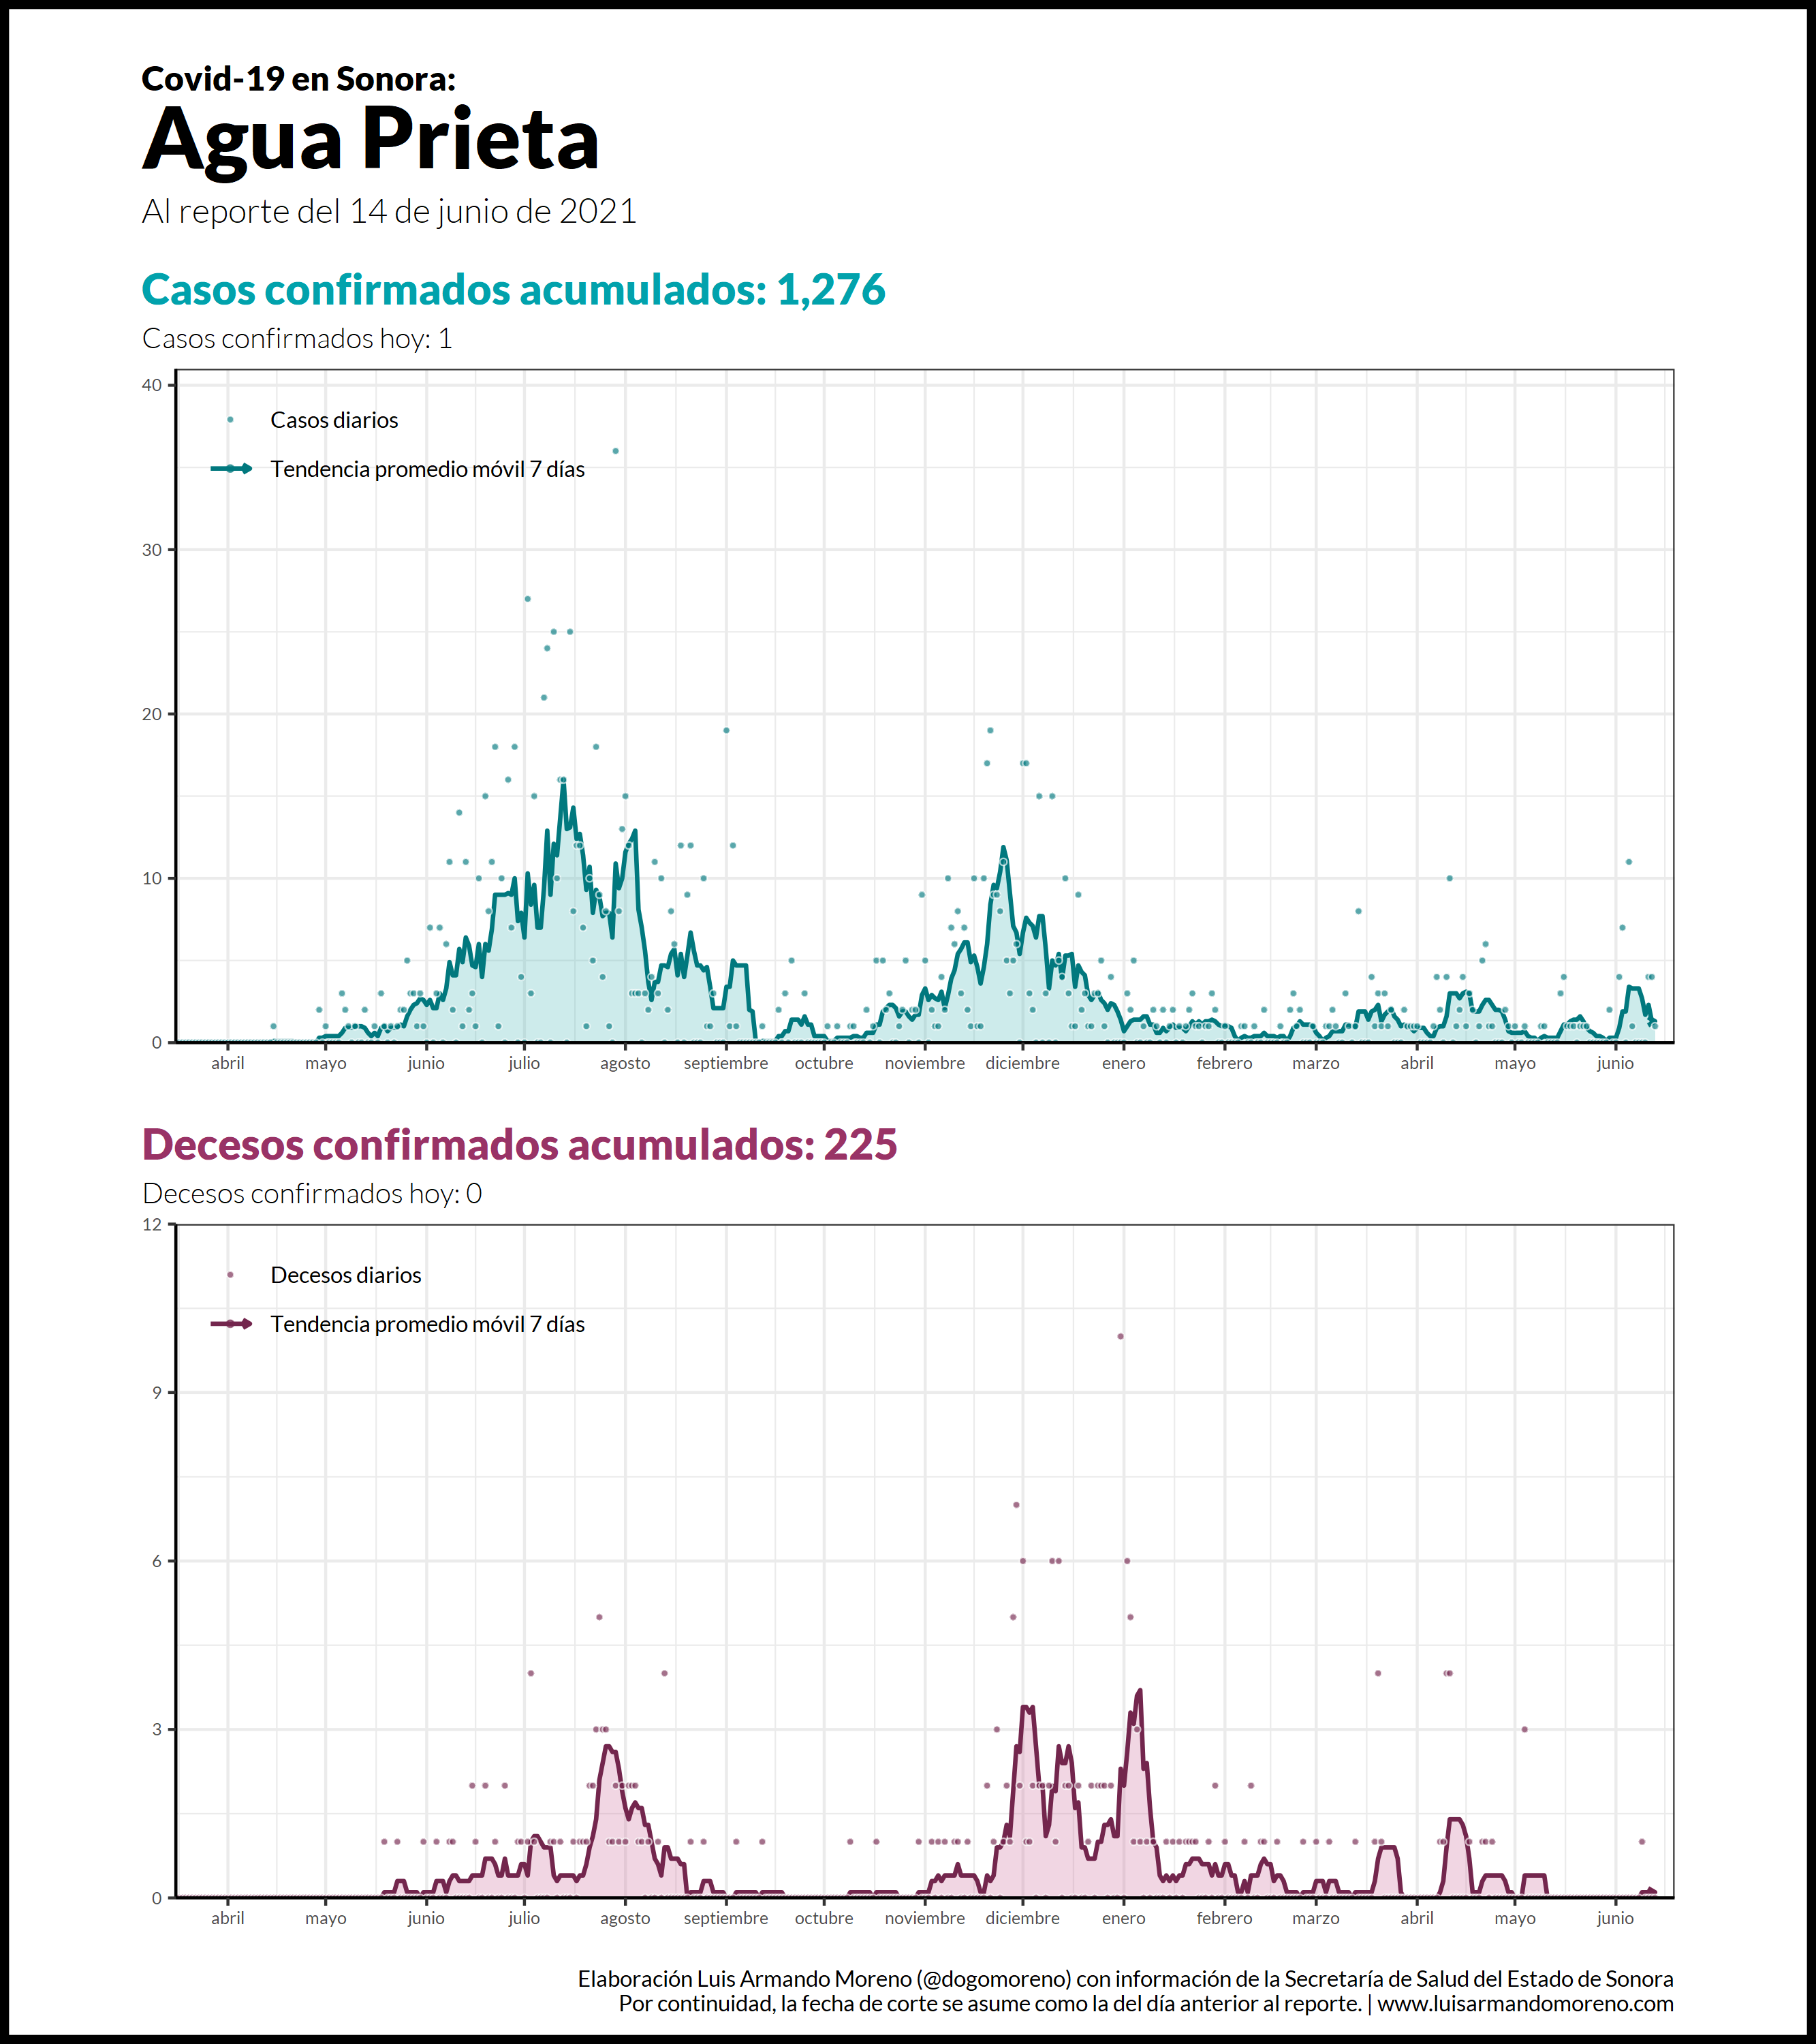 Covid-19 en Sonora:
Agua Prieta
Al reporte del 14 de junio de 2021
Casos confirmados acumulados: 1,276
Casos confirmados hoy: 1
40
30
20
10
0
Casos diarios
Tendencia promedio móvil 7 días
abril mayo junio julio agosto septiembre octubre noviembre diciembre enero febrero marzo abril mayo junio
Decesos confirmados acumulados: 225
Decesos confirmados hoy: 0
12
9
6
3
0
Decesos diarios
Tendencia promedio móvil 7 días
abril mayo junio julio agosto septiembre octubre noviembre diciembre enero febrero marzo abril mayo junio
Elaboración Luis Armando Moreno (@dogomoreno) con información de la Secretaría de Salud del Estado de Sonora
Por continuidad, la fecha de corte se asume como la del día anterior al reporte. | www.luisarmandomoreno.com